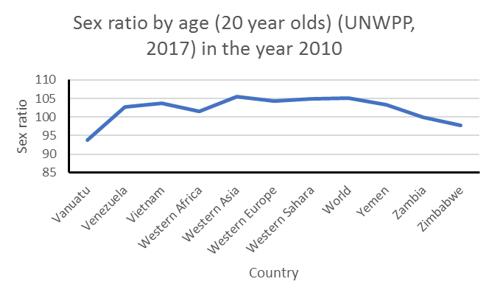 Sex ratio by age (20 year olds) (UNWPP,
2017) in the year 2010
110
105
100
95
90
85
Sex ratio
Vanuatu
Venezuela
Vietnam
Western Africa
Western Asia
Western Europe
Western Sahara
World
Yemen
Zambia
Zimbabwe
Country